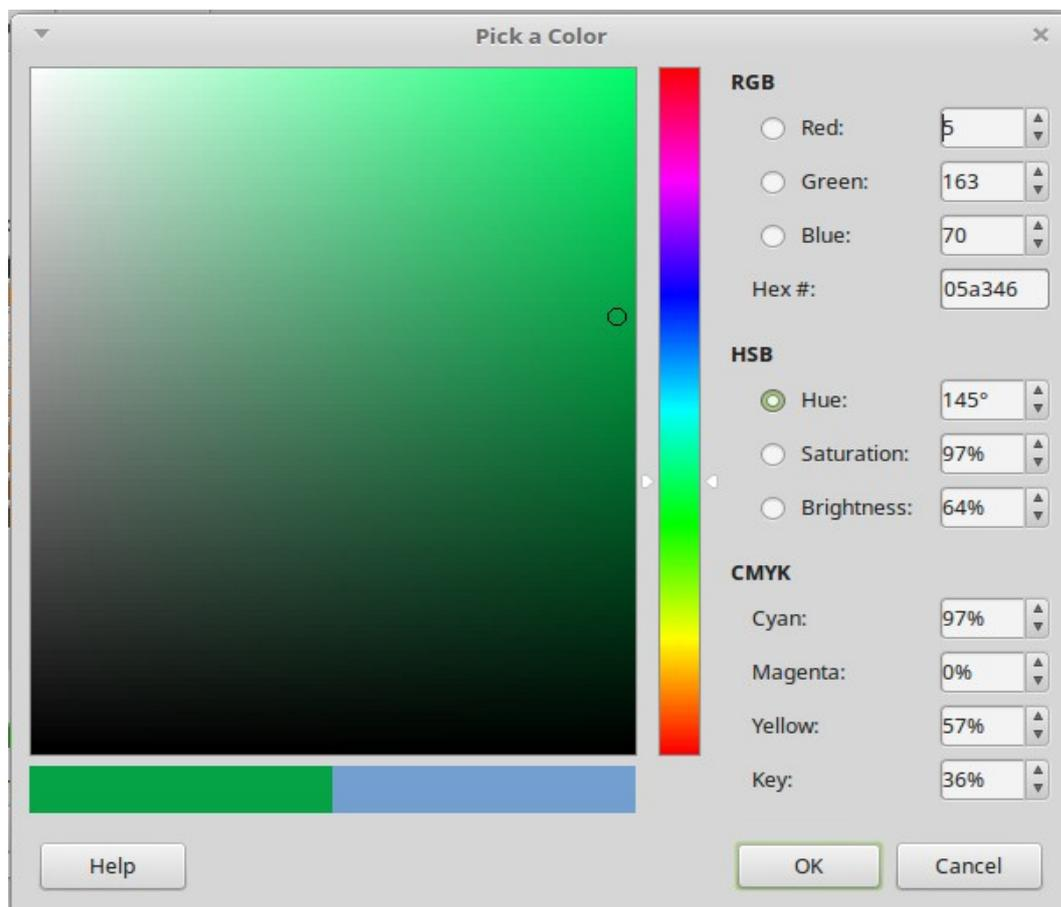 Pick a Color
RGB
Red: 5
Green: 163
Blue: 70
Hex #: 05a346
HSB
Hue: 145°
Saturation: 97%
Brightness: 64%
CMYK
Cyan: 97%
Magenta: 0%
Yellow: 57%
Key: 36%
Help OK Cancel